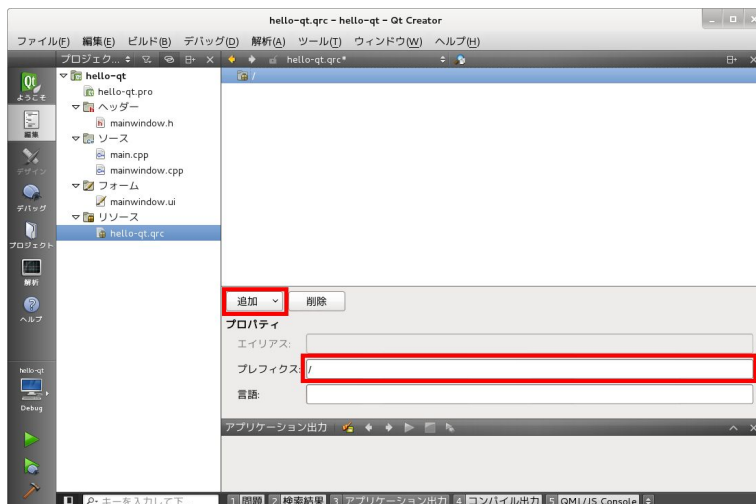 hello-qt.qrc - hello-qt - Qt Creator
ファイル(F) 編集(E) ビルド(B) デバッグ(D) 解析(A) ツール(T) ウィンドウ(W) ヘルプ(H)
プロジェク... hello-qt.qrc*
ようこそ
編集
デザイン
デバッグ
プロジェクト
解析
ヘルプ
hello-qt
Debug
hello-qt
hello-qt.pro
ヘッダー
mainwindow.h
ソース
main.cpp
mainwindow.cpp
フォーム
mainwindow.ui
リソース
hello-qt.qrc
/
追加 削除
プロパティ
エイリアス:
プレフィクス: /
言語:
アプリケーション出力
キーを入力して下 1 問題 2 検索結果 3 アプリケーション出力 4 コンパイル出力 5 QML/JS Console